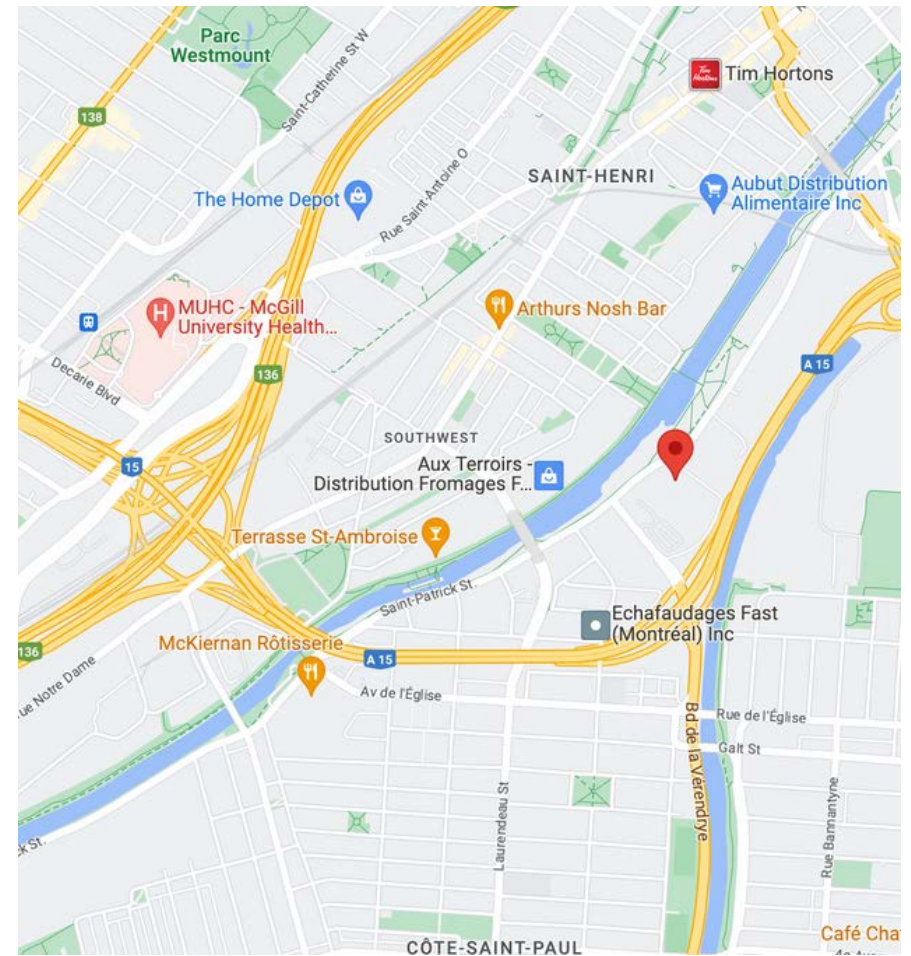 Parc
Westmount
138
Saint-Catherine St W
Tim Hortons
Tim
Hortons
SAINT-HENRI
Rue Saint-Antoine O
The Home Depot
Aubut Distribution
Alimentaire Inc
H
MUHC - McGill
University Health...
Arthurs Nosh Bar
Decarie Blvd
136
A 15
15
SOUTHWEST
Aux Terroirs -
Distribution Fromages F...
Terrasse St-Ambroise
Saint-Patrick St.
Echafaudages Fast
(Montréal) Inc
McKiernan Rôtisserie
136
A 15
ue Notre Dame
Av de l'Église
Rue de l'Église
Bd de la Vérendrye
Galt St
Laurendeau St
Rue Bannantyne
ck St.
Café Cha
CÔTE-SAINT-PAUL